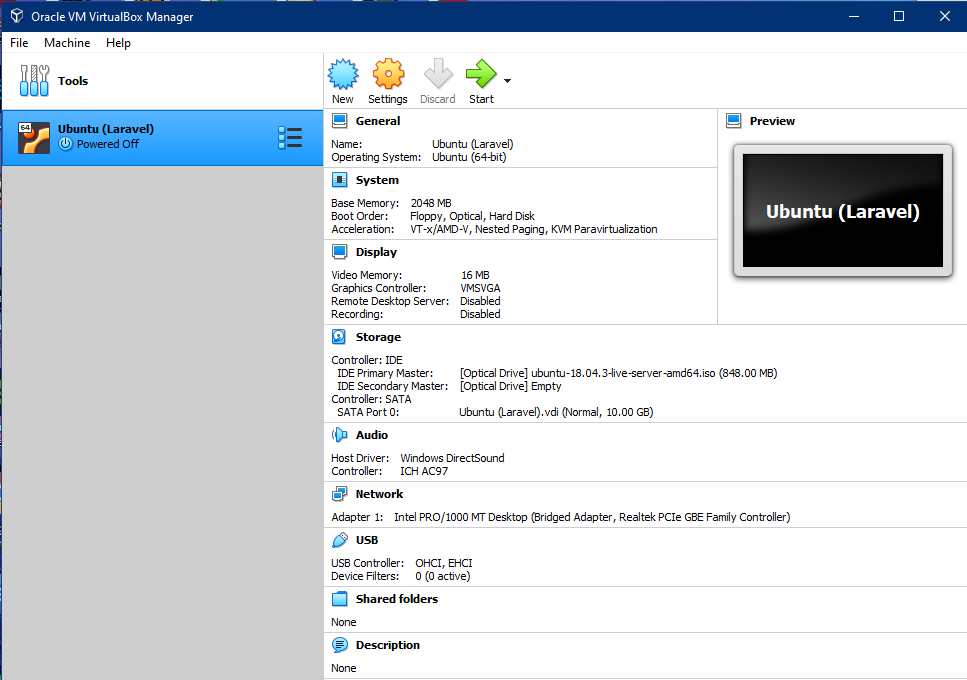 Oracle VM VirtualBox Manager
File Machine Help
Tools
New Settings Discard Start
64
Ubuntu (Laravel)
Powered Off
General
Name: Ubuntu (Laravel)
Operating System: Ubuntu (64-bit)
System
Base Memory: 2048 MB
Boot Order: Floppy, Optical, Hard Disk
Acceleration: VT-x/AMD-V, Nested Paging, KVM Paravirtualization
Display
Video Memory: 16 MB
Graphics Controller: VMSVGA
Remote Desktop Server: Disabled
Recording: Disabled
Preview
Ubuntu (Laravel)
Storage
Controller: IDE
IDE Primary Master: [Optical Drive] ubuntu-18.04.3-live-server-amd64.iso (848.00 MB)
IDE Secondary Master: [Optical Drive] Empty
Controller: SATA
SATA Port 0: Ubuntu (Laravel).vdi (Normal, 10.00 GB)
Audio
Host Driver: Windows DirectSound
Controller: ICH AC97
Network
Adapter 1: Intel PRO/1000 MT Desktop (Bridged Adapter, Realtek PCIe GBE Family Controller)
USB
USB Controller: OHCI, EHCI
Device Filters: 0 (0 active)
Shared folders
None
Description
None